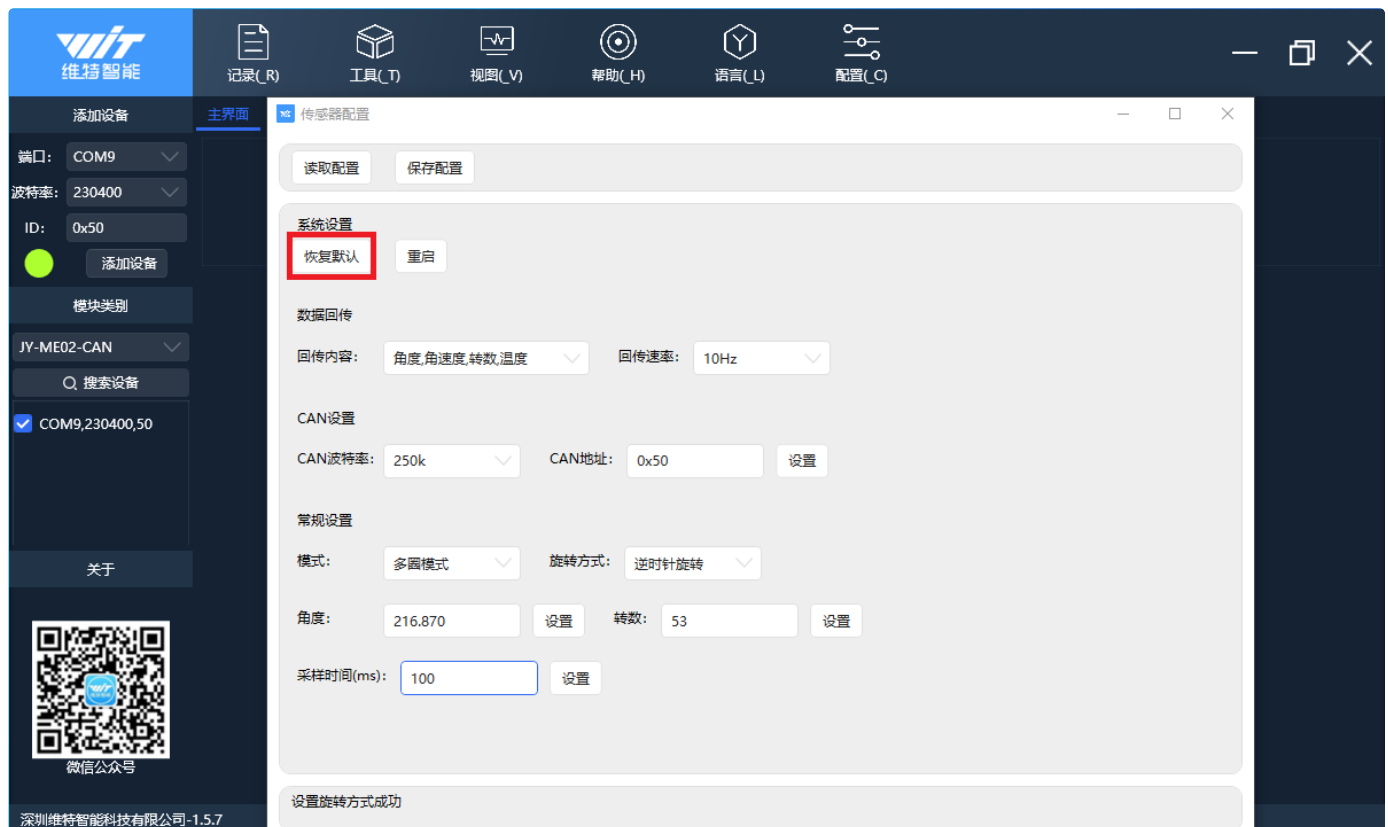 WIT
维特智能
记录(_R)
工具(_T)
视图(_V)
帮助(_H)
语言(_L)
配置(_C)
添加设备
端口: COM9
波特率: 230400
ID: 0x50
添加设备
模块类别
JY-ME02-CAN
搜索设备
COM9,230400,50
关于
微信公众号
深圳维特智能科技有限公司-1.5.7
主界面
传感器配置
读取配置 保存配置
系统设置
恢复默认 重启
数据回传
回传内容: 角度,角速度,转数,温度 回传速率: 10Hz
CAN设置
CAN波特率: 250k CAN地址: 0x50 设置
常规设置
模式: 多圈模式 旋转方式: 逆时针旋转
角度: 216.870 设置 转数: 53 设置
采样时间(ms): 100 设置
设置旋转方式成功